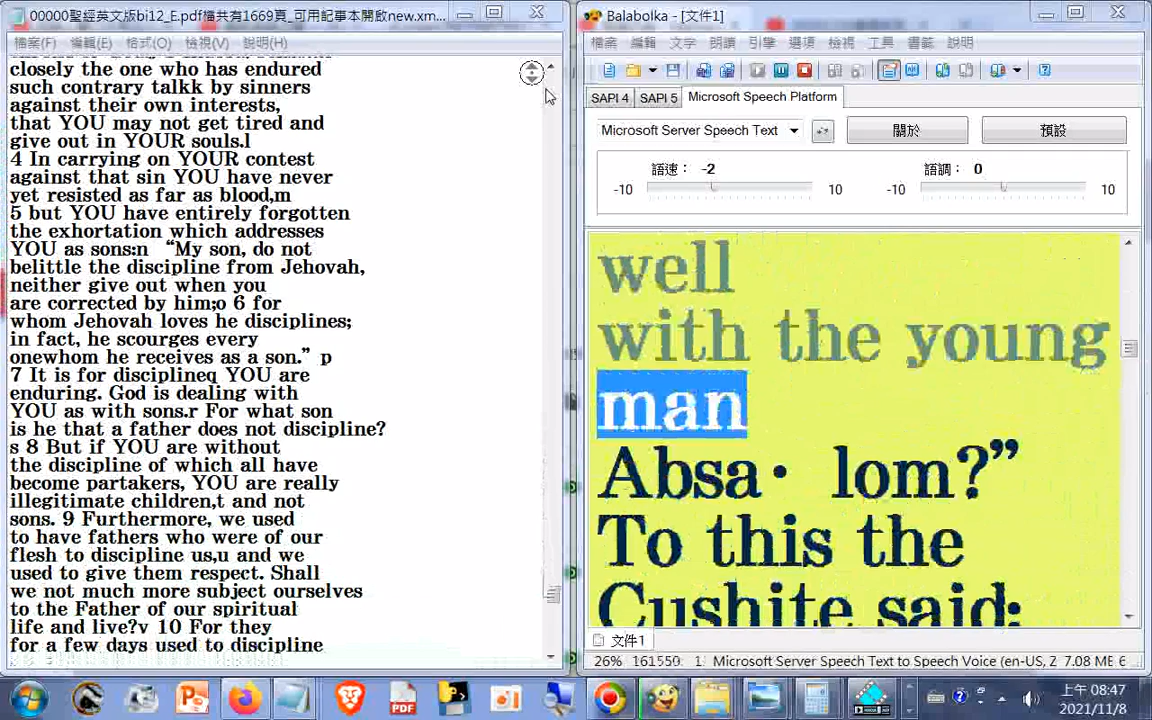 00000聖經英文版bi12_E.pdf檔共有1669頁_可用記事本開啟new.xm...
檔案(F) 編輯(E) 格式(O) 檢視(V) 說明(H)
closely the one who has endured
such contrary talkk by sinners
against their own interests,
that YOU may not get tired and
give out in YOUR souls.l
4 In carrying on YOUR contest
against that sin YOU have never
yet resisted as far as blood,m
5 but YOU have entirely forgotten
the exhortation which addresses
YOU as sons:n “My son, do not
belittle the discipline from Jehovah,
neither give out when you
are corrected by him;o 6 for
whom Jehovah loves he disciplines;
in fact, he scourges every
onewhom he receives as a son.” p
7 It is for disciplineq YOU are
enduring. God is dealing with
YOU as with sons.r For what son
is he that a father does not discipline?
s 8 But if YOU are without
the discipline of which all have
become partakers, YOU are really
illegitimate children,t and not
sons. 9 Furthermore, we used
to have fathers who were of our
flesh to discipline us,u and we
used to give them respect. Shall
we not much more subject ourselves
to the Father of our spiritual
life and live?v 10 For they
for a few days used to discipline
Balabolka - [文件1]
檔案 編輯 文字 朗讀 引擎 選項 檢視 工具 書籤 說明
SAPI 4 SAPI 5 Microsoft Speech Platform
Microsoft Server Speech Text 關於 預設
語速： -2 語調： 0
-10 10 -10 10
well
with the young
man
Absa· lom?”
To this the
Cushite said:
文件1
26% 161550: Microsoft Server Speech Text to Speech Voice (en-US, Z 7.08 MB 6
PDF
上午 08:47
2021/11/8